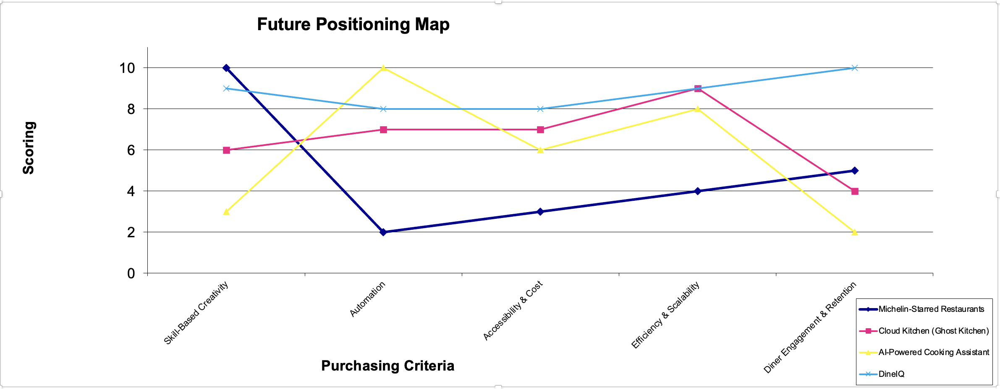 Future Positioning Map
Scoring
10
8
6
4
2
0
Skill-Based Creativity
Automation
Accessibility & Cost
Efficiency & Scalability
Diner Engagement & Retention
Purchasing Criteria
Michelin-Starred Restaurants
Cloud Kitchen (Ghost Kitchen)
AI-Powered Cooking Assistant
DineIQ